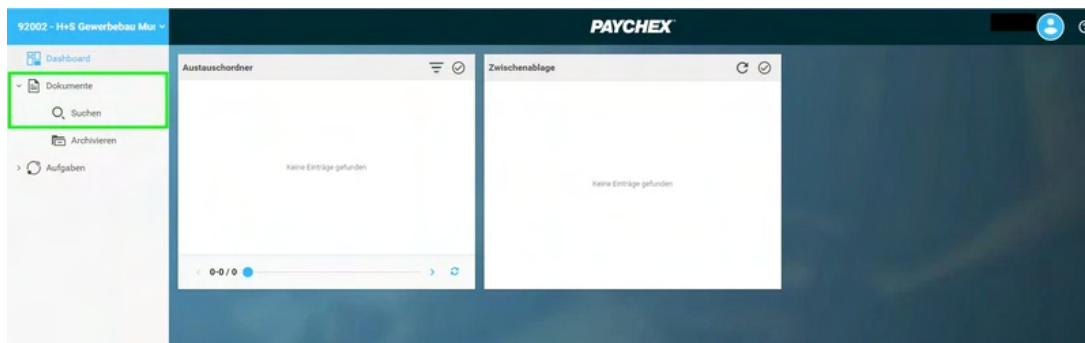 92002 - H+S Gewerbebau Mus
PAYCHEX
Dashboard
Dokumente
Suchen
Archivieren
Aufgaben
Austauschordner
Keine Einträge gefunden
0-0 / 0
Zwischenablage
Keine Einträge gefunden